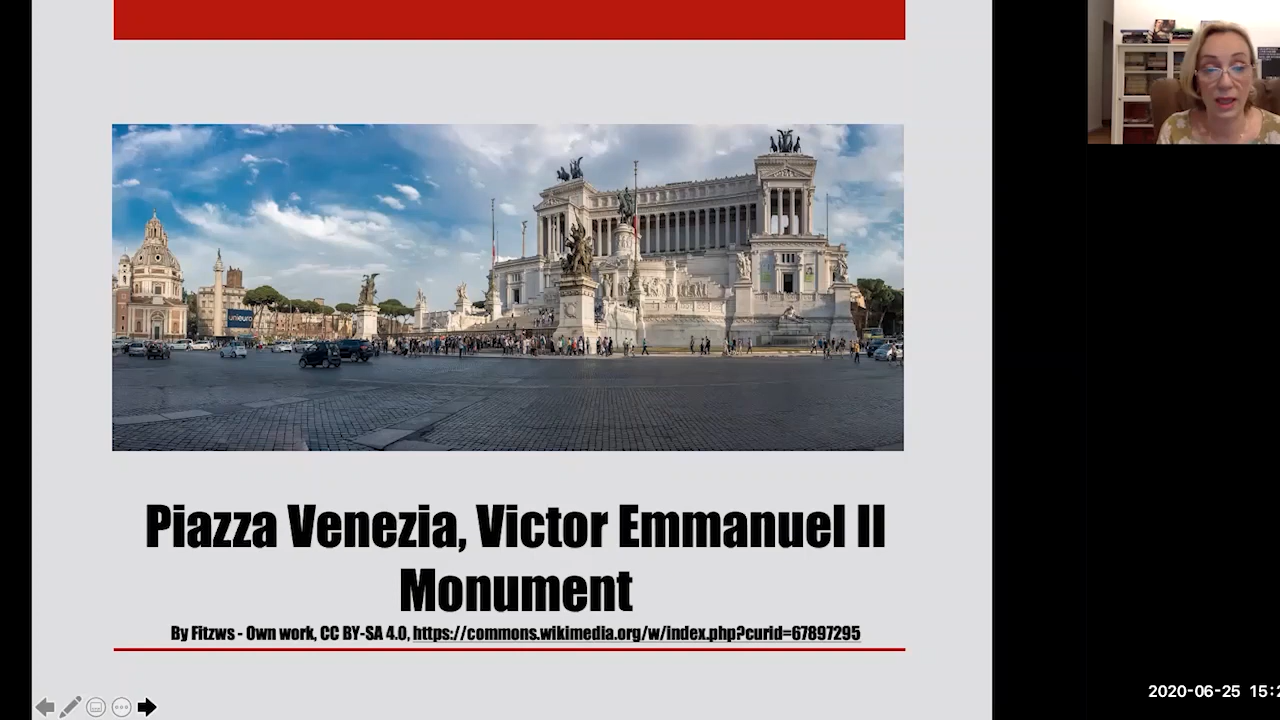 unieuro
Piazza Venezia, Victor Emmanuel II
Monument
By Fitzws - Own work, CC BY-SA 4.0, https://commons.wikimedia.org/w/index.php?curid=67897295
2020-06-25 15:2